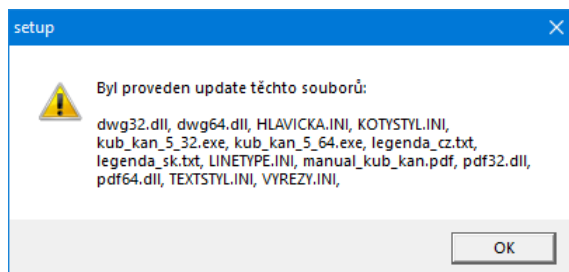 setup
Byl proveden update těchto souborů:
dwg32.dll, dwg64.dll, HLAVICKA.INI, KOTYSTYL.INI,
kub_kan_5_32.exe, kub_kan_5_64.exe, legenda_cz.txt,
legenda_sk.txt, LINETYPE.INI, manual_kub_kan.pdf, pdf32.dll,
pdf64.dll, TEXTSTYL.INI, VYREZY.INI,
OK